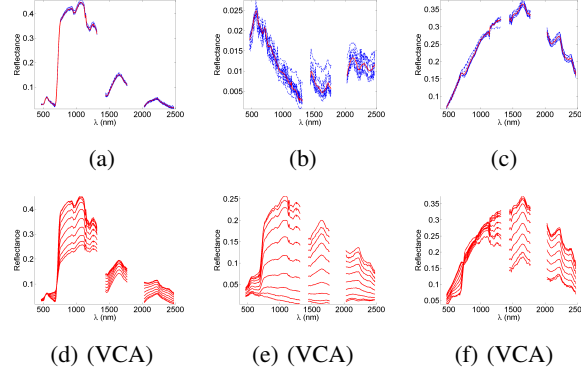 0.4
0.3
0.2
0.1
Reflectance
500 1000 1500 2000 2500
λ (nm)
(a)
0.025
0.02
0.015
0.01
0.005
Reflectance
500 1000 1500 2000 2500
λ (nm)
(b)
0.35
0.3
0.25
0.2
0.15
0.1
Reflectance
500 1000 1500 2000 2500
λ (nm)
(c)
0.4
0.3
0.2
0.1
Reflectance
500 1000 1500 2000 2500
λ (nm)
(d) (VCA)
0.25
0.2
0.15
0.1
0.05
Reflectance
500 1000 1500 2000 2500
λ (nm)
(e) (VCA)
0.35
0.3
0.25
0.2
0.15
0.1
0.05
Reflectance
500 1000 1500 2000 2500
λ (nm)
(f) (VCA)